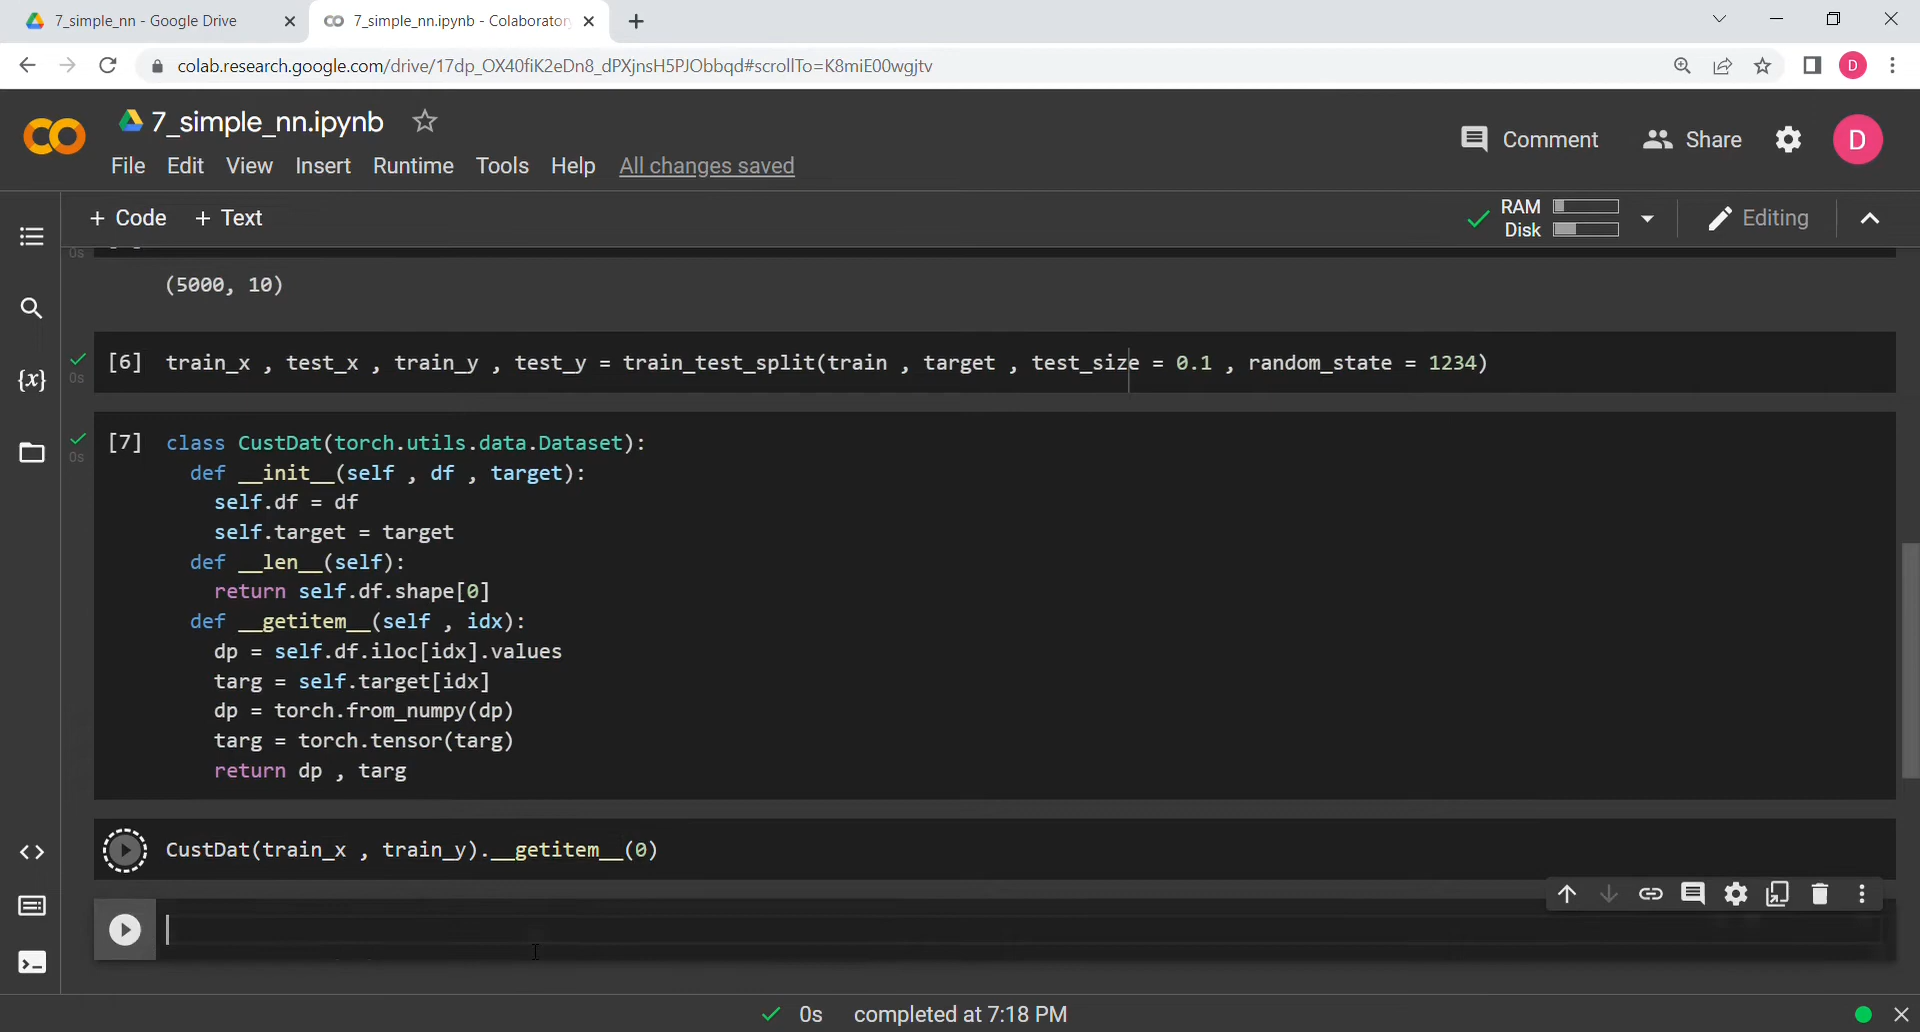 7_simple_nn - Google Drive
7_simple_nn.ipynb - Colaborator
colab.research.google.com/drive/17dp_OX40fiK2eDn8_dPXjnsH5PJObbqd#scrollTo=K8miE00wgjtv
D
7_simple_nn.ipynb
Comment
Share
D
File Edit View Insert Runtime Tools Help All changes saved
+ Code + Text
RAM
Disk
Editing
0s
(5000, 10)
[6] train_x , test_x , train_y , test_y = train_test_split(train , target , test_size = 0.1 , random_state = 1234)
0s
{x}
[7] class CustDat(torch.utils.data.Dataset):
0s
def __init__(self , df , target):
self.df = df
self.target = target
def __len__(self):
return self.df.shape[0]
def __getitem__(self , idx):
dp = self.df.iloc[idx].values
targ = self.target[idx]
dp = torch.from_numpy(dp)
targ = torch.tensor(targ)
return dp , targ
CustDat(train_x , train_y).__getitem__(0)
0s completed at 7:18 PM